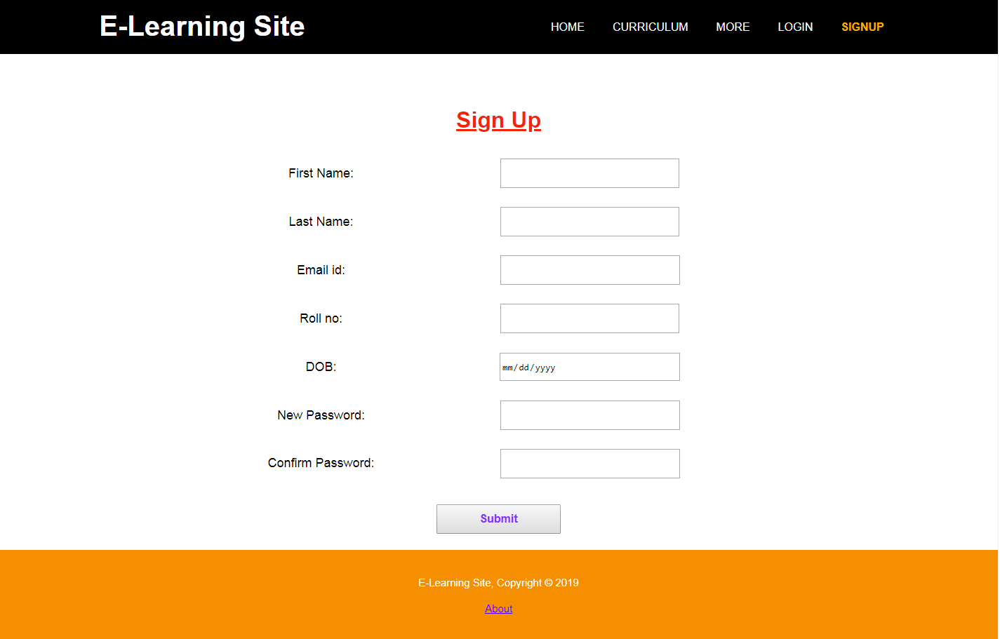 E-Learning Site
HOME CURRICULUM MORE LOGIN SIGNUP
Sign Up
First Name:
Last Name:
Email id:
Roll no:
DOB: mm/dd/yyyy
New Password:
Confirm Password:
Submit
E-Learning Site, Copyright © 2019
About